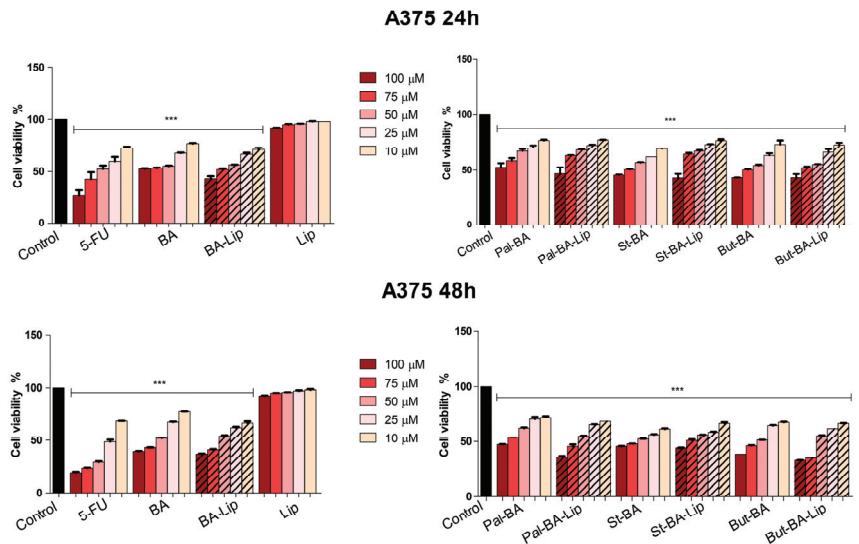 A375 24h
Cell viability %
150
100
50
0
***
Control
5-FU
BA
BA-Lip
Lip
100 μM
75 μM
50 μM
25 μM
10 μM
Cell viability %
150
100
50
0
***
Control
Pal-BA
Pal-BA-Lip
St-BA
St-BA-Lip
But-BA
But-BA-Lip
A375 48h
Cell viability %
150
100
50
0
***
Control
5-FU
BA
BA-Lip
Lip
100 μM
75 μM
50 μM
25 μM
10 μM
Cell viability %
150
100
50
0
***
Control
Pal-BA
Pal-BA-Lip
St-BA
St-BA-Lip
But-BA
But-BA-Lip